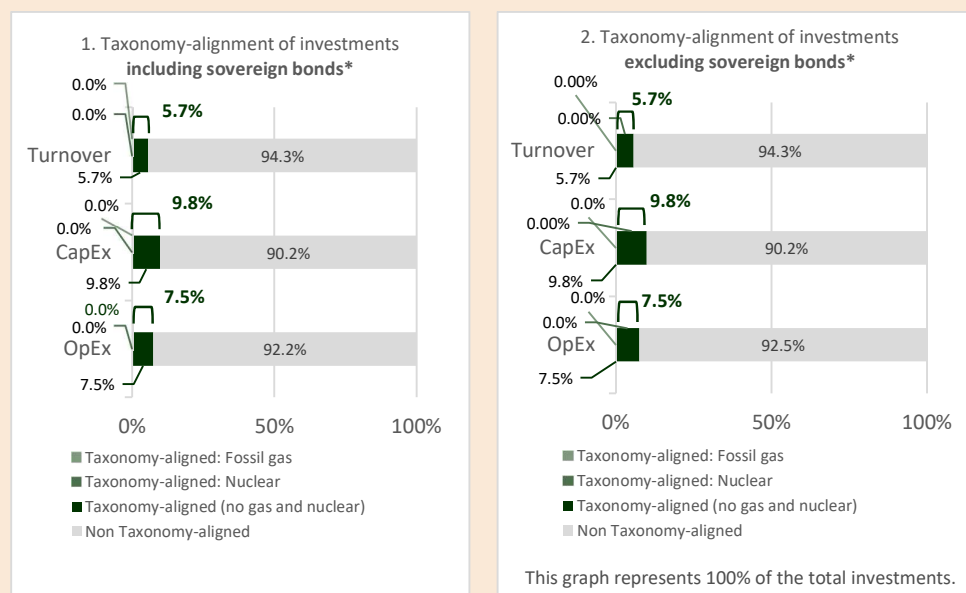 1. Taxonomy-alignment of investments
including sovereign bonds*
0.0%
0.0%
5.7%
Turnover
94.3%
5.7%
0.0%
9.8%
0.0%
CapEx
90.2%
9.8%
0.0%
7.5%
0.0%
OpEx
92.2%
7.5%
0%
50%
100%
Taxonomy-aligned: Fossil gas
Taxonomy-aligned: Nuclear
Taxonomy-aligned (no gas and nuclear)
Non Taxonomy-aligned
2. Taxonomy-alignment of investments
excluding sovereign bonds*
0.00%
0.00%
5.7%
Turnover
94.3%
5.7%
0.0%
9.8%
0.00%
CapEx
90.2%
9.8%
0.0%
7.5%
0.0%
OpEx
92.5%
7.5%
0%
50%
100%
Taxonomy-aligned: Fossil gas
Taxonomy-aligned: Nuclear
Taxonomy-aligned (no gas and nuclear)
Non Taxonomy-aligned
This graph represents 100% of the total investments.